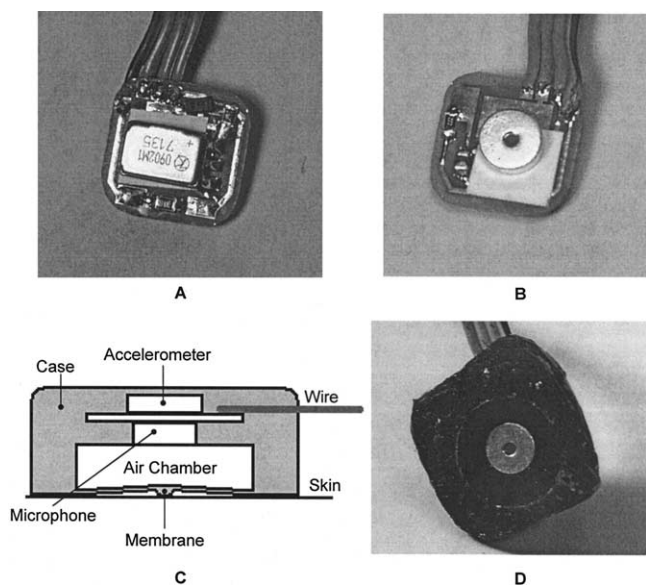 0902M1
+
7135
A
B
Accelerometer
Case
Wire
Air Chamber
Skin
Microphone
Membrane
C
D